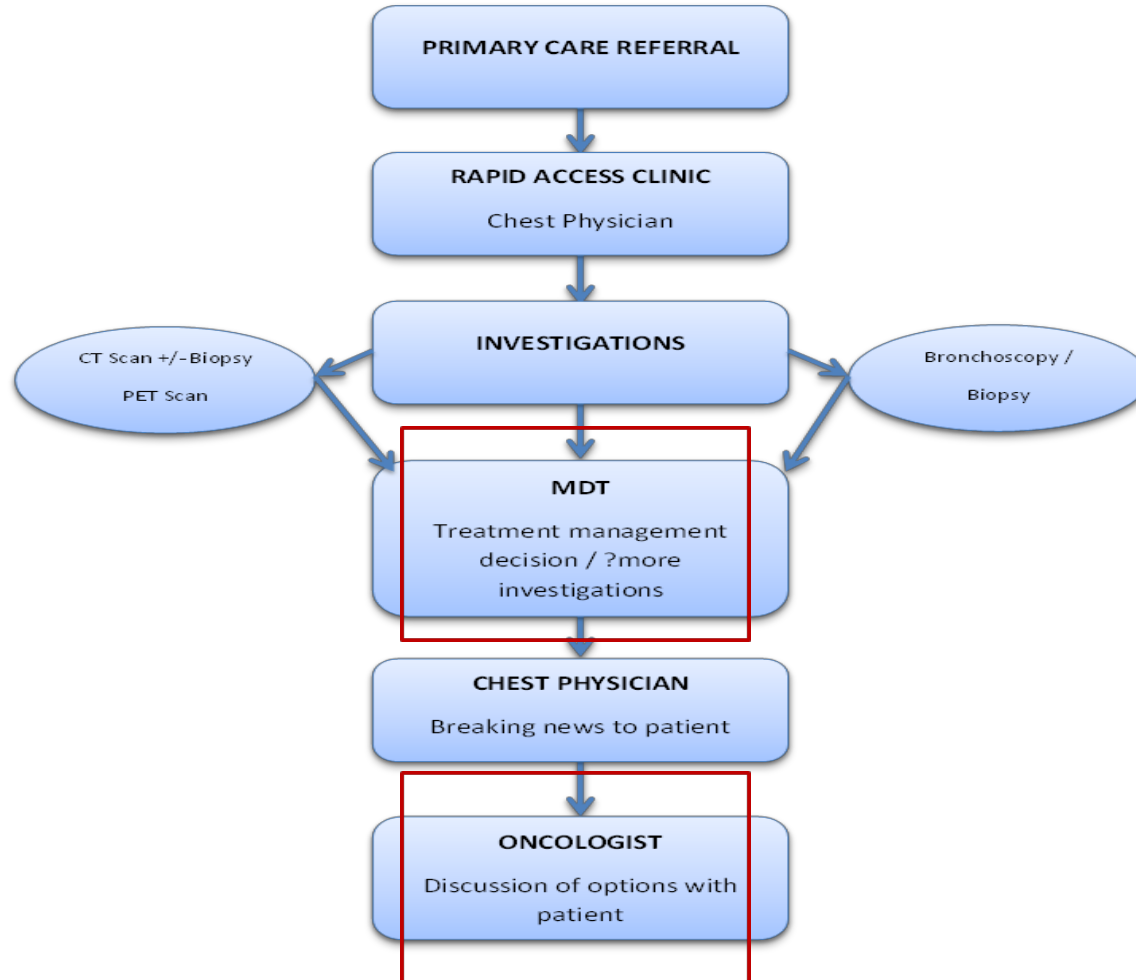 PRIMARY CARE REFERRAL
RAPID ACCESS CLINIC
Chest Physician
INVESTIGATIONS
CT Scan +/-Biopsy
PET Scan
Bronchoscopy /
Biopsy
MDT
Treatment management
decision / ?more
investigations
CHEST PHYSICIAN
Breaking news to patient
ONCOLOGIST
Discussion of options with
patient